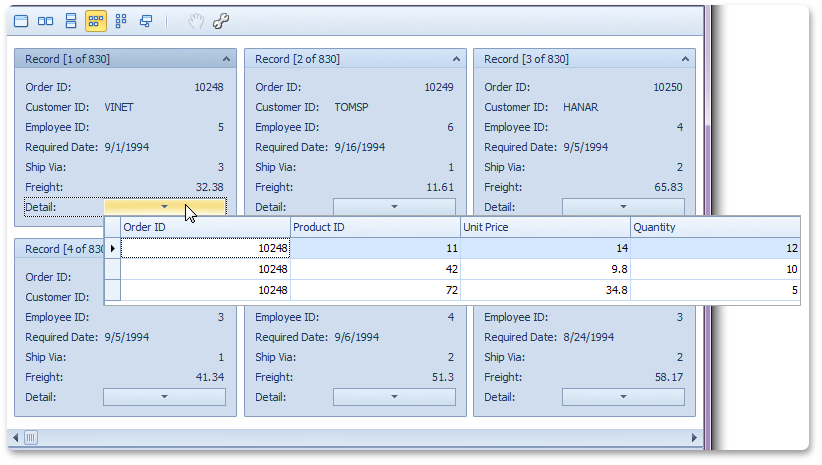 Record [1 of 830] Record [2 of 830] Record [3 of 830]
Order ID: 10248 Order ID: 10249 Order ID: 10250
Customer ID: VINET Customer ID: TOMSP Customer ID: HANAR
Employee ID: 5 Employee ID: 6 Employee ID: 4
Required Date: 9/1/1994 Required Date: 9/16/1994 Required Date: 9/5/1994
Ship Via: 3 Ship Via: 1 Ship Via: 2
Freight: 32.38 Freight: 11.61 Freight: 65.83
Detail: Detail: Detail:
Order ID Product ID Unit Price Quantity
10248 11 14 12
10248 42 9.8 10
10248 72 34.8 5
Record [4 of 830
Order ID:
Customer ID:
Employee ID: 3 Employee ID: 4 Employee ID: 3
Required Date: 9/5/1994 Required Date: 9/6/1994 Required Date: 8/24/1994
Ship Via: 1 Ship Via: 2 Ship Via: 2
Freight: 41.34 Freight: 51.3 Freight: 58.17
Detail: Detail: Detail: